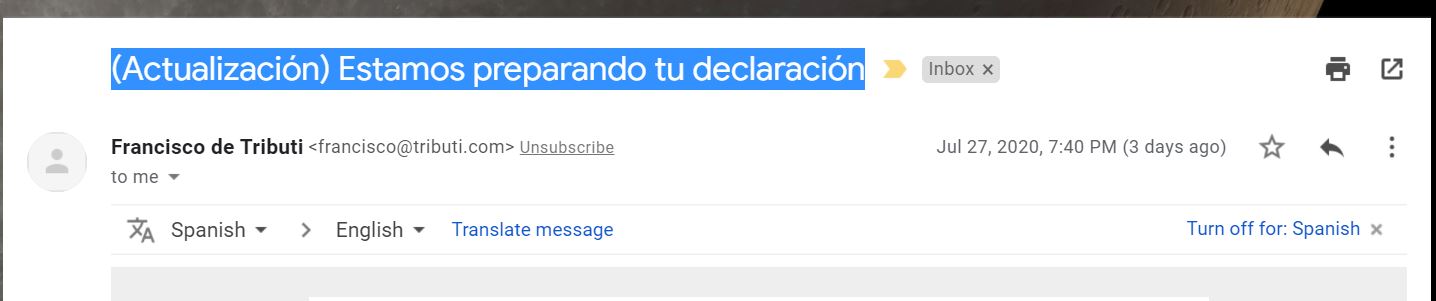 (Actualización) Estamos preparando tu declaración Inbox ×
Francisco de Tributi <francisco@tributi.com> Unsubscribe Jul 27, 2020, 7:40 PM (3 days ago)
to me
Spanish > English Translate message Turn off for: Spanish ×